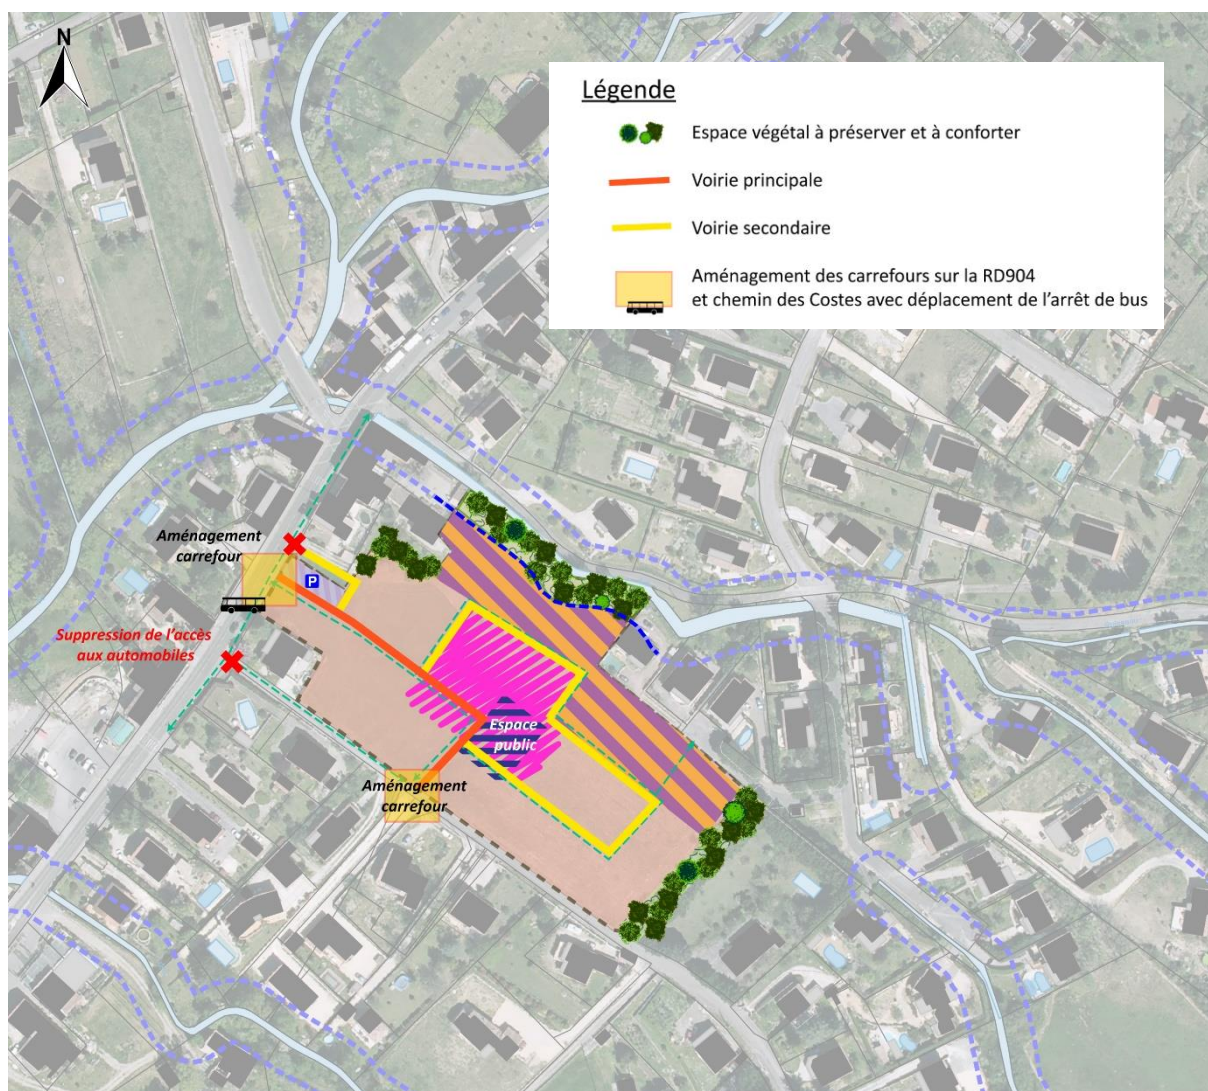 N
Légende
Espace végétal à préserver et à conforter
Voirie principale
Voirie secondaire
Aménagement des carrefours sur la RD904
et chemin des Costes avec déplacement de l’arrêt de bus
Aménagement
carrefour
P
Suppression de l’accès
aux automobiles
Espace
public
Aménagement
carrefour